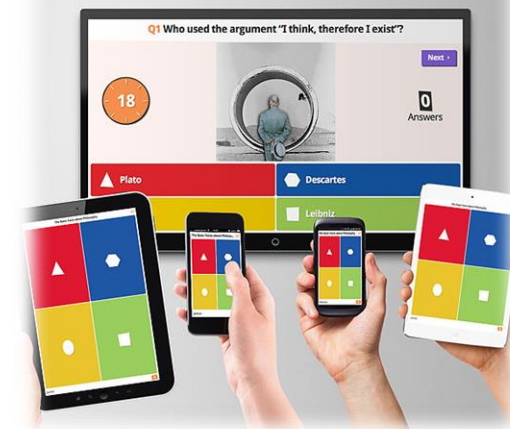 Q1 Who used the argument "I think, therefore I exist"?
Next ›
18
0
Answers
Plato
Descartes
Leibniz